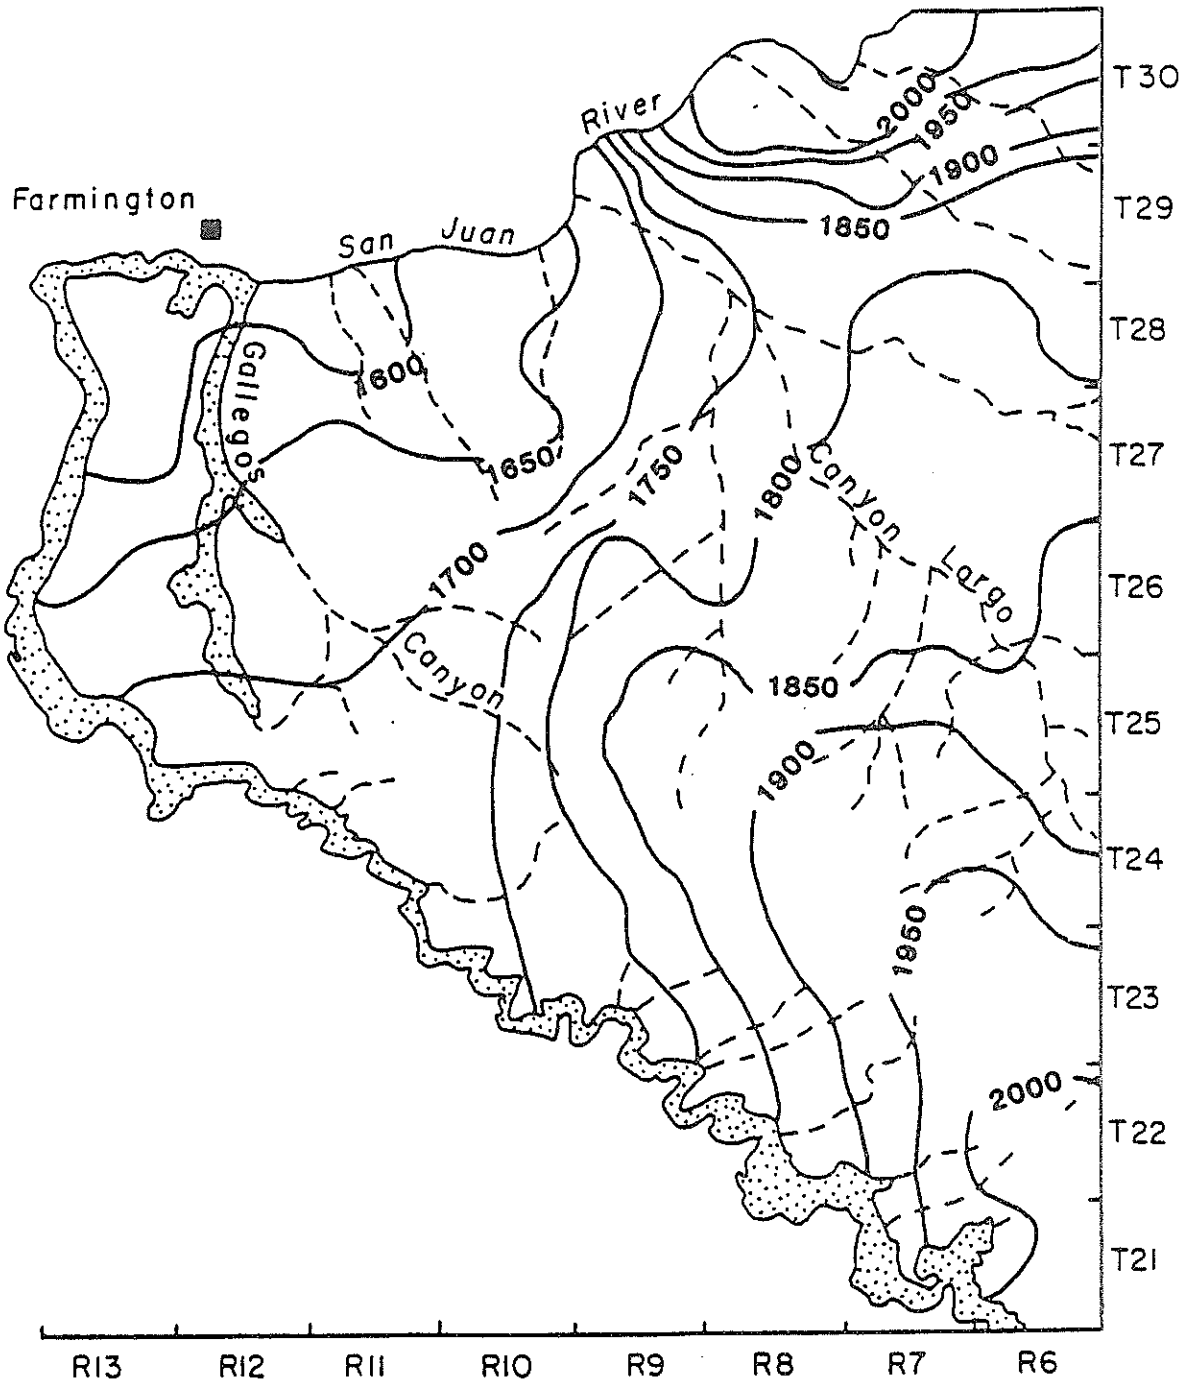 T30
2000
1950
River
1900
Farmington
T29
San Juan
1850
T28
Gallegos
1600
T27
1650
1750
1800
Canyon Largo
1700
T26
Canyon
1850
T25
1900
T24
1950
T23
2000
T22
T21
R13 R12 R11 R10 R9 R8 R7 R6